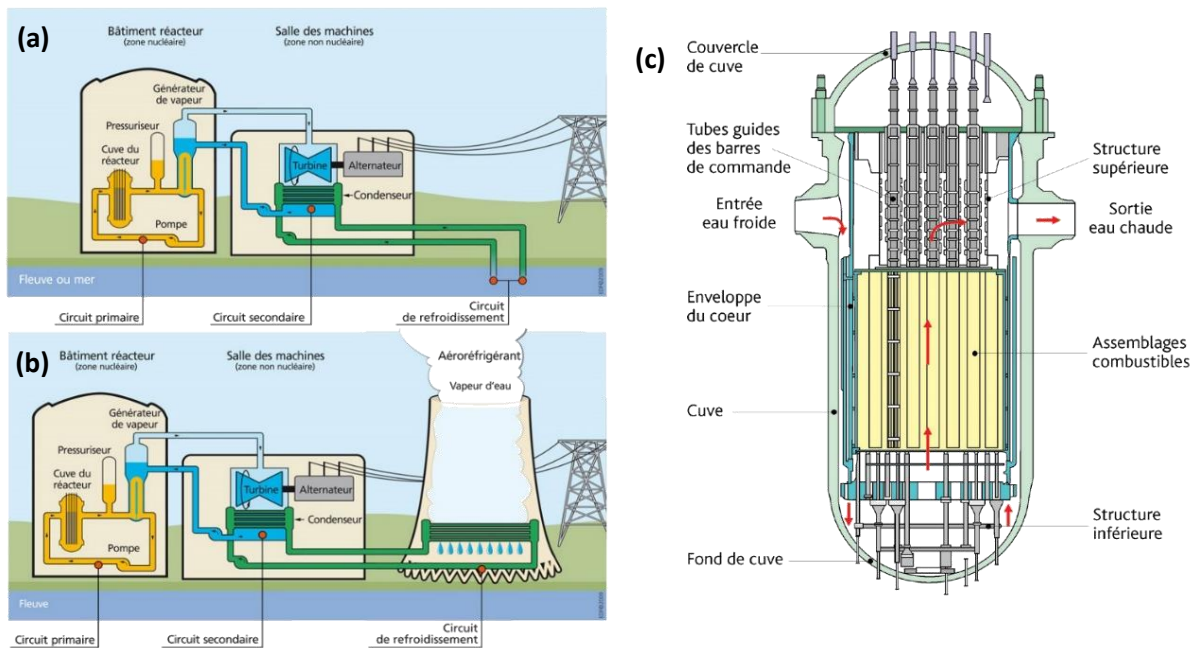 (a)
Bâtiment réacteur
(zone nucléaire)
Salle des machines
(zone non nucléaire)
Générateur
de vapeur
Pressuriseur
Cuve du
réacteur
Turbine
Alternateur
Condenseur
Pompe
Fleuve ou mer
Circuit primaire
Circuit secondaire
Circuit
de refroidissement
(b)
Bâtiment réacteur
(zone nucléaire)
Salle des machines
(zone non nucléaire)
Aéroréfrigérant
Vapeur d'eau
Générateur
de vapeur
Pressuriseur
Cuve du
réacteur
Turbine
Alternateur
Condenseur
Pompe
Fleuve
Circuit primaire
Circuit secondaire
Circuit
de refroidissement
(c)
Couvercle
de cuve
Tubes guides
des barres
de commande
Structure
supérieure
Entrée
eau froide
Sortie
eau chaude
Enveloppe
du coeur
Assemblages
combustibles
Cuve
Structure
inférieure
Fond de cuve